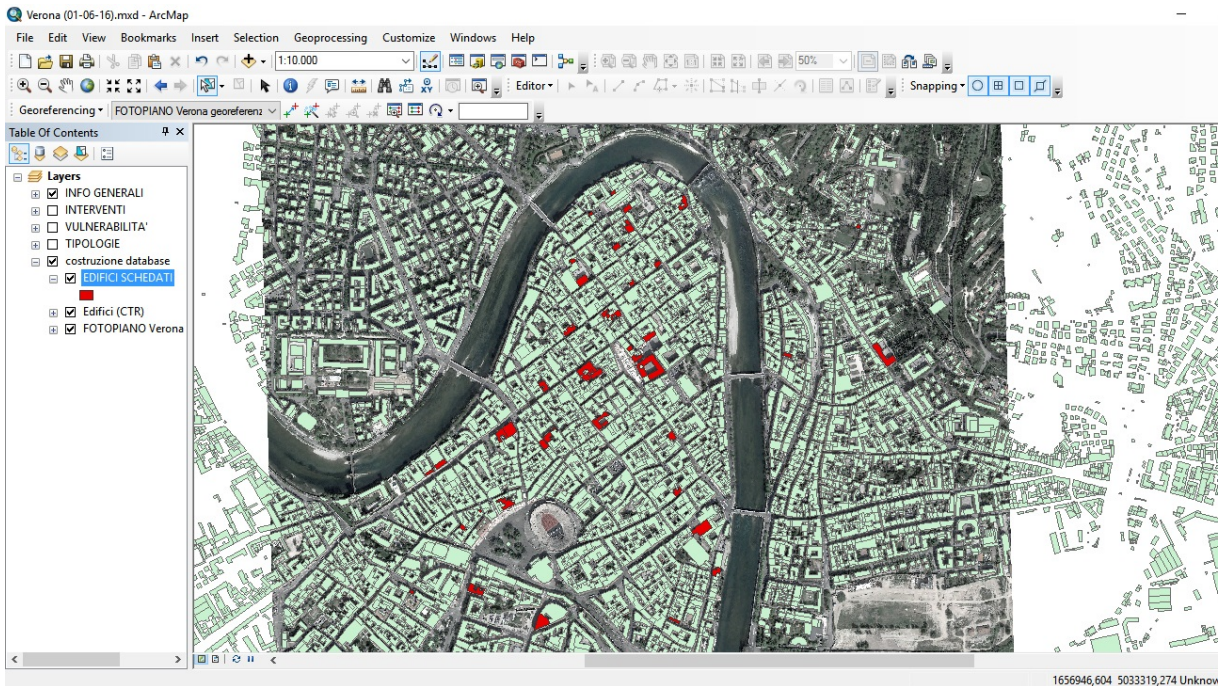 Verona (01-06-16).mxd - ArcMap
File Edit View Bookmarks Insert Selection Geoprocessing Customize Windows Help
1:10.000 50%
Editor Snapping
Georeferencing FOTOPIANO Verona georeferenz
Table Of Contents
Layers
INFO GENERALI
INTERVENTI
VULNERABILITA'
TIPOLOGIE
costruzione database
EDIFICI SCHEDATI
Edifici (CTR)
FOTOPIANO Verona
1656946,604 5033319,274 Unknow